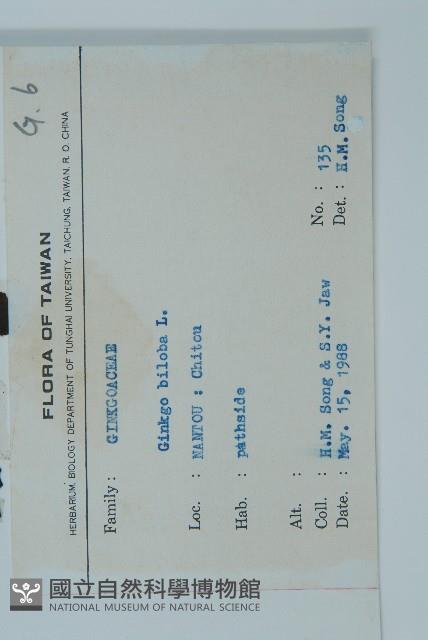 G. 6
FLORA OF TAIWAN
HERBARIUM, BIOLOGY DEPARTMENT OF TUNGHAI UNIVERSITY, TAICHUNG, TAIWAN, R. O. CHINA
Family : GINKGOACEAE
Ginkgo biloba L.
Loc. : NANTOU : Chitou
Hab. : pathside
Alt. :
Coll. : H.M. Song & S.Y. Jaw No. : 135
Date. : May. 15, 1988 Det. : H.M. Song
國立自然科學博物館
NATIONAL MUSEUM OF NATURAL SCIENCE